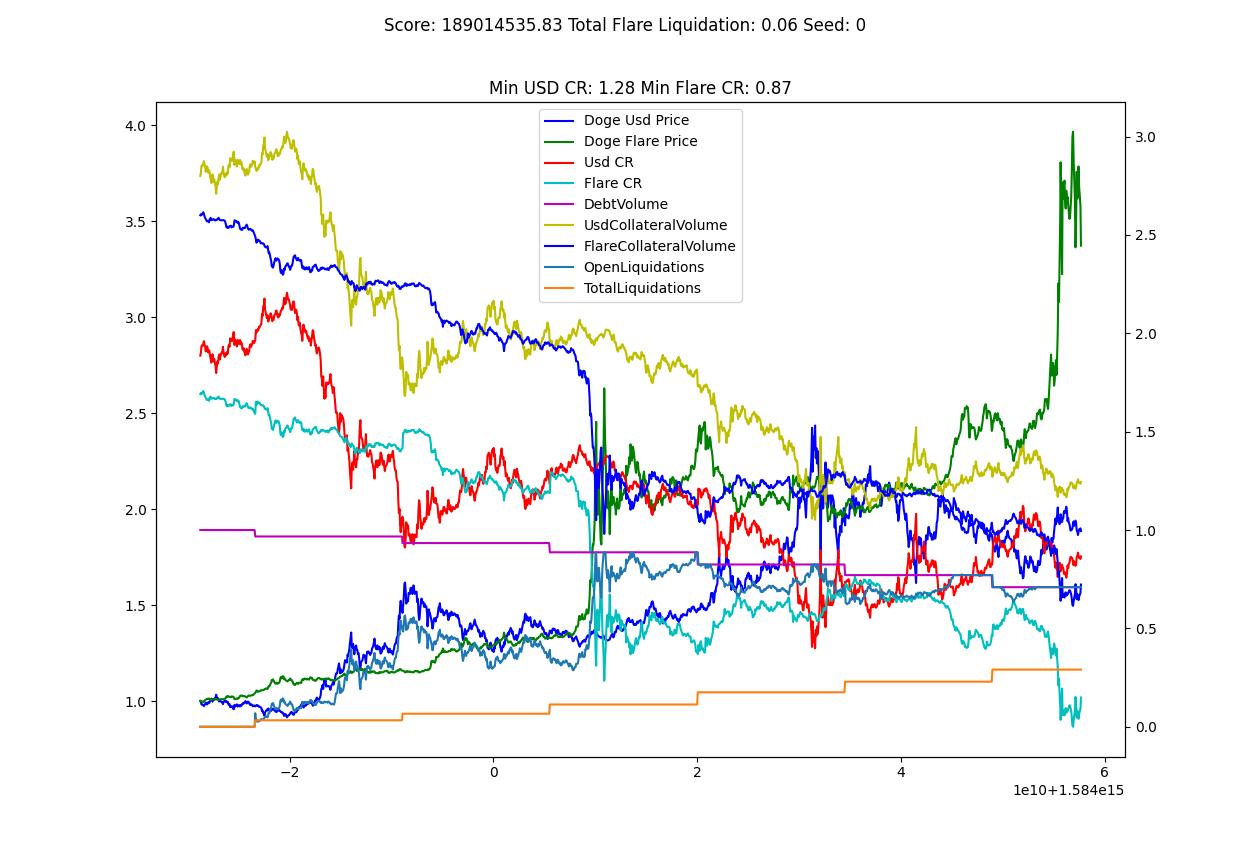 Score: 189014535.83 Total Flare Liquidation: 0.06 Seed: 0
Min USD CR: 1.28 Min Flare CR: 0.87
Doge Usd Price
Doge Flare Price
Usd CR
Flare CR
DebtVolume
UsdCollateralVolume
FlareCollateralVolume
OpenLiquidations
TotalLiquidations
4.0
3.5
3.0
2.5
2.0
1.5
1.0
3.0
2.5
2.0
1.5
1.0
0.5
0.0
−2
0
2
4
6
1e10+1.584e15